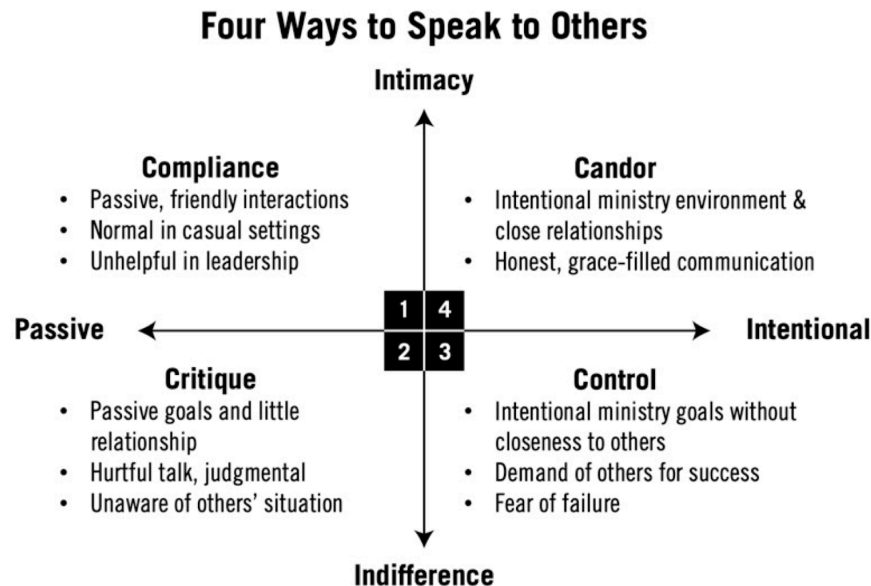 Four Ways to Speak to Others
Intimacy
Compliance
• Passive, friendly interactions
• Normal in casual settings
• Unhelpful in leadership
Candor
• Intentional ministry environment &
close relationships
• Honest, grace-filled communication
Passive
1 4
2 3
Intentional
Critique
• Passive goals and little
relationship
• Hurtful talk, judgmental
• Unaware of others’ situation
Control
• Intentional ministry goals without
closeness to others
• Demand of others for success
• Fear of failure
Indifference